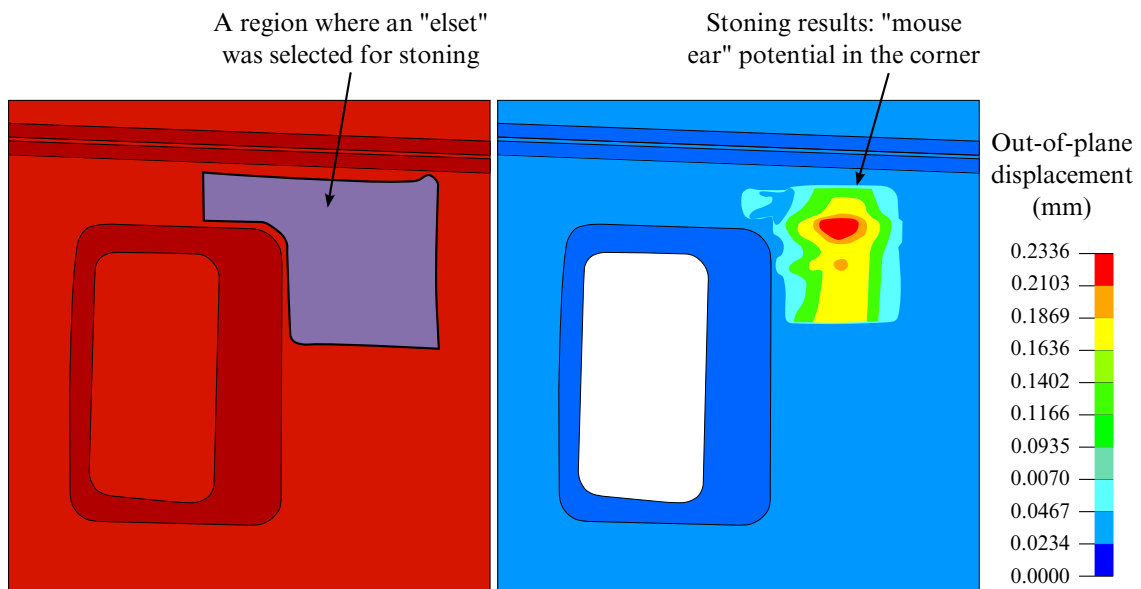 A region where an "elset"
was selected for stoning
Stoning results: "mouse
ear" potential in the corner
Out-of-plane
displacement
(mm)
0.2336
0.2103
0.1869
0.1636
0.1402
0.1166
0.0935
0.0070
0.0467
0.0234
0.0000